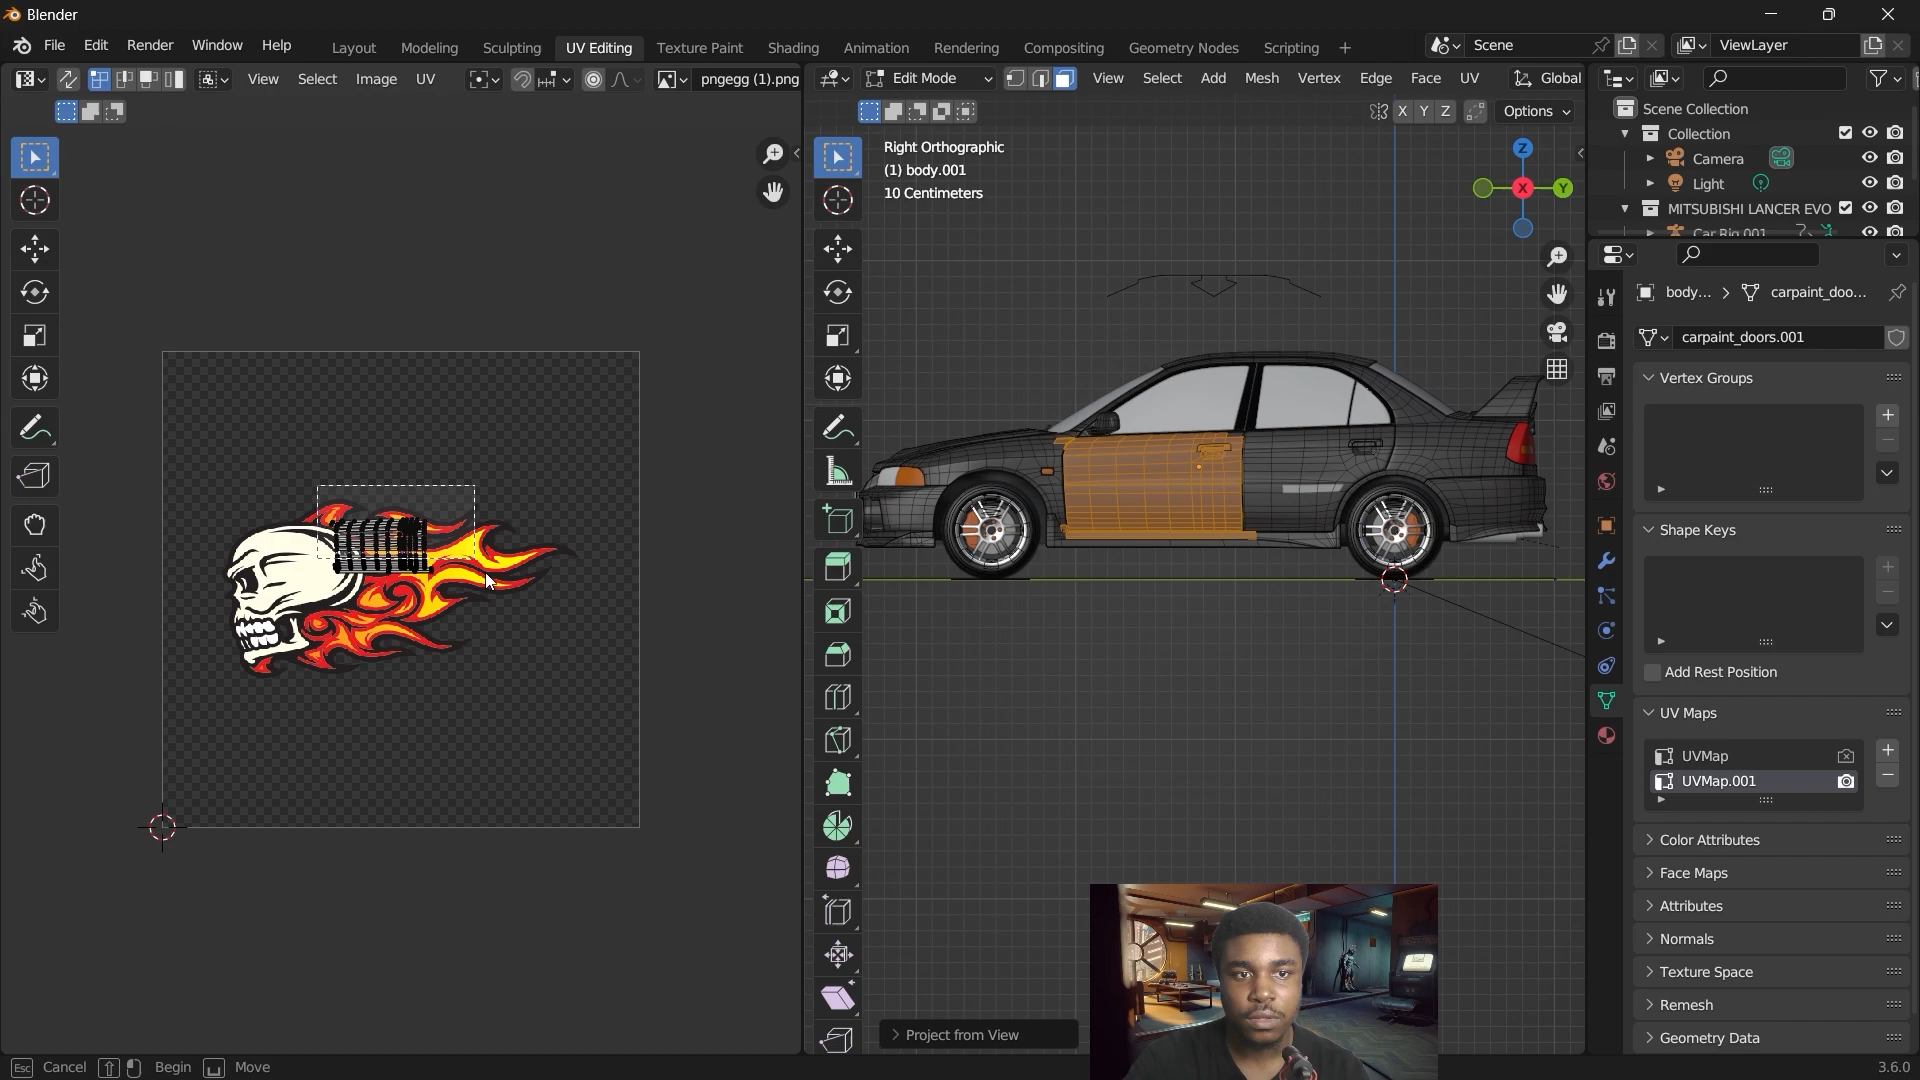 Blender
File Edit Render Window Help Layout Modeling Sculpting UV Editing Texture Paint Shading Animation Rendering Compositing Geometry Nodes Scripting + Scene ViewLayer
View Select Image UV pngegg (1).png Edit Mode View Select Add Mesh Vertex Edge Face UV Global
X Y Z Options
Right Orthographic
(1) body.001
10 Centimeters
Z
X
Y
Scene Collection
Collection
Camera
Light
MITSUBISHI LANCER EVO
Car Rig.001
body... > carpaint_doo...
carpaint_doors.001
Vertex Groups
Shape Keys
Add Rest Position
UV Maps
UVMap
UVMap.001
Color Attributes
Face Maps
Attributes
Normals
Texture Space
Remesh
Geometry Data
Project from View
Esc Cancel Begin Move
3.6.0